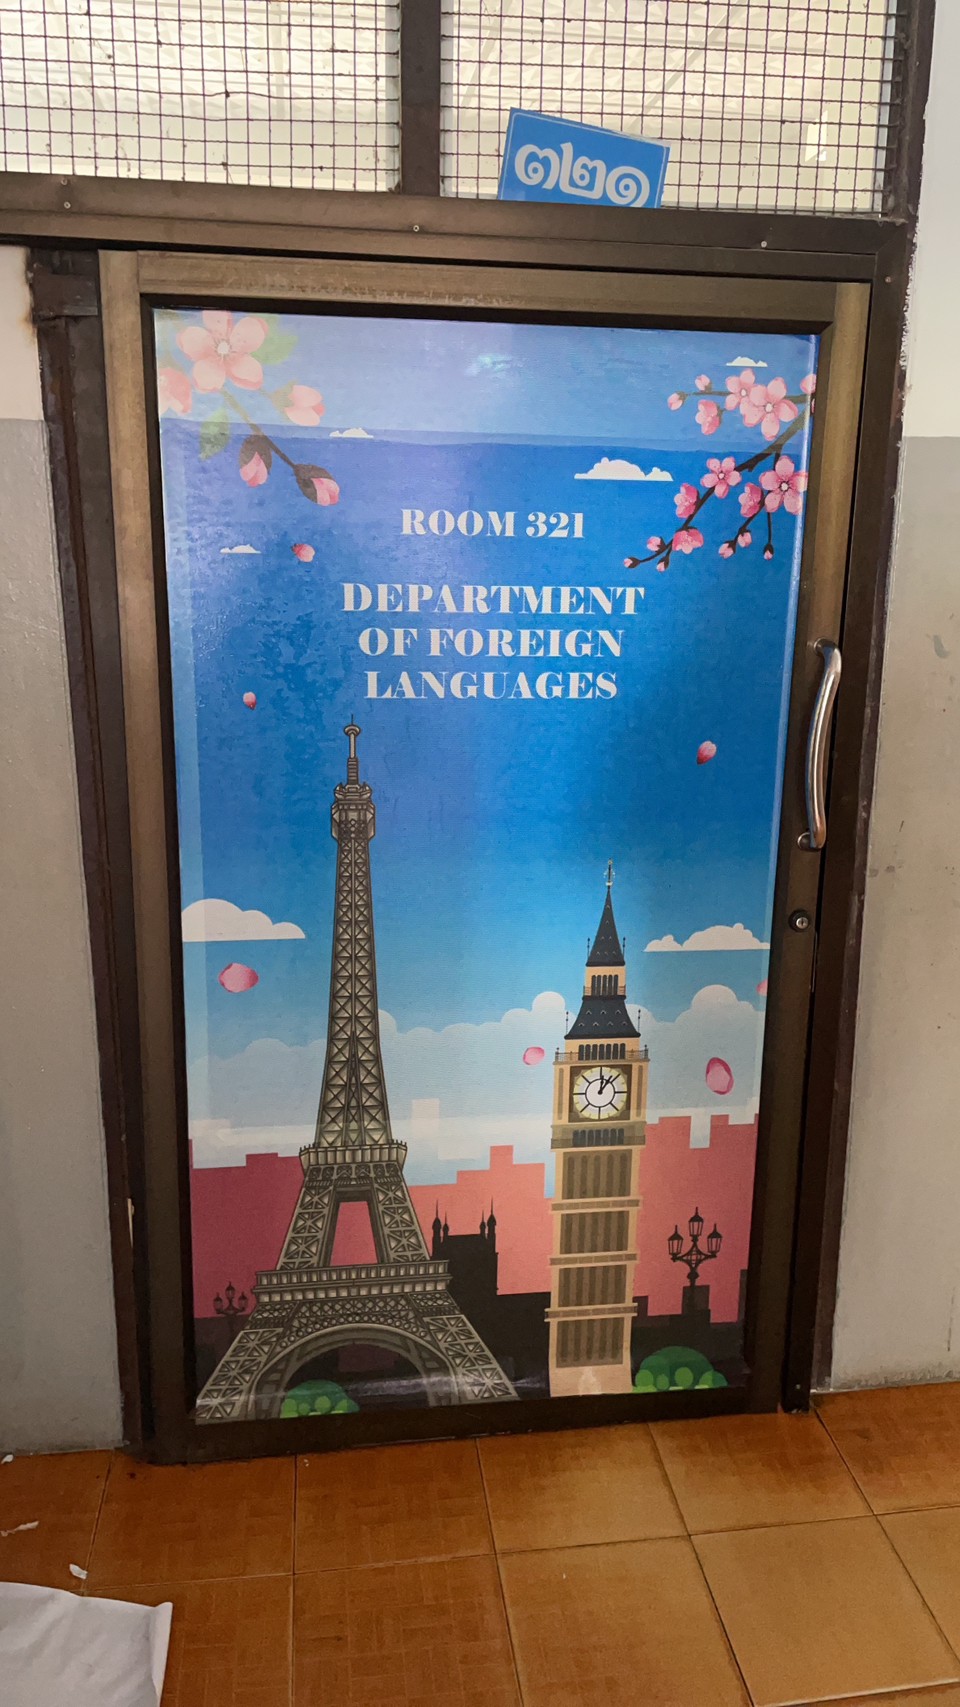 ๓๒๑
ROOM 321
DEPARTMENT
OF FOREIGN
LANGUAGES